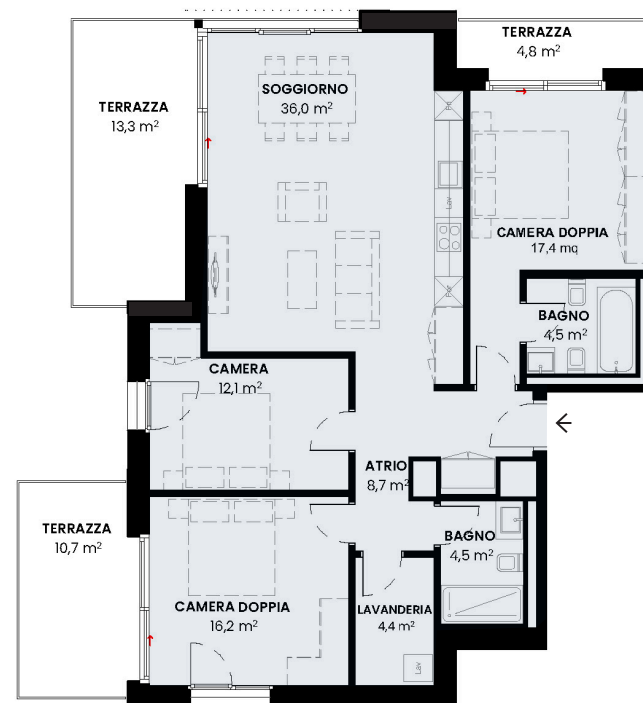 TERRAZZA
4,8 m²
SOGGIORNO
36,0 m²
TERRAZZA
13,3 m²
Lav
CAMERA DOPPIA
17,4 mq
BAGNO
4,5 m²
CAMERA
12,1 m²
ATRIO
8,7 m²
TERRAZZA
10,7 m²
BAGNO
4,5 m²
CAMERA DOPPIA
16,2 m²
LAVANDERIA
4,4 m²
Lav